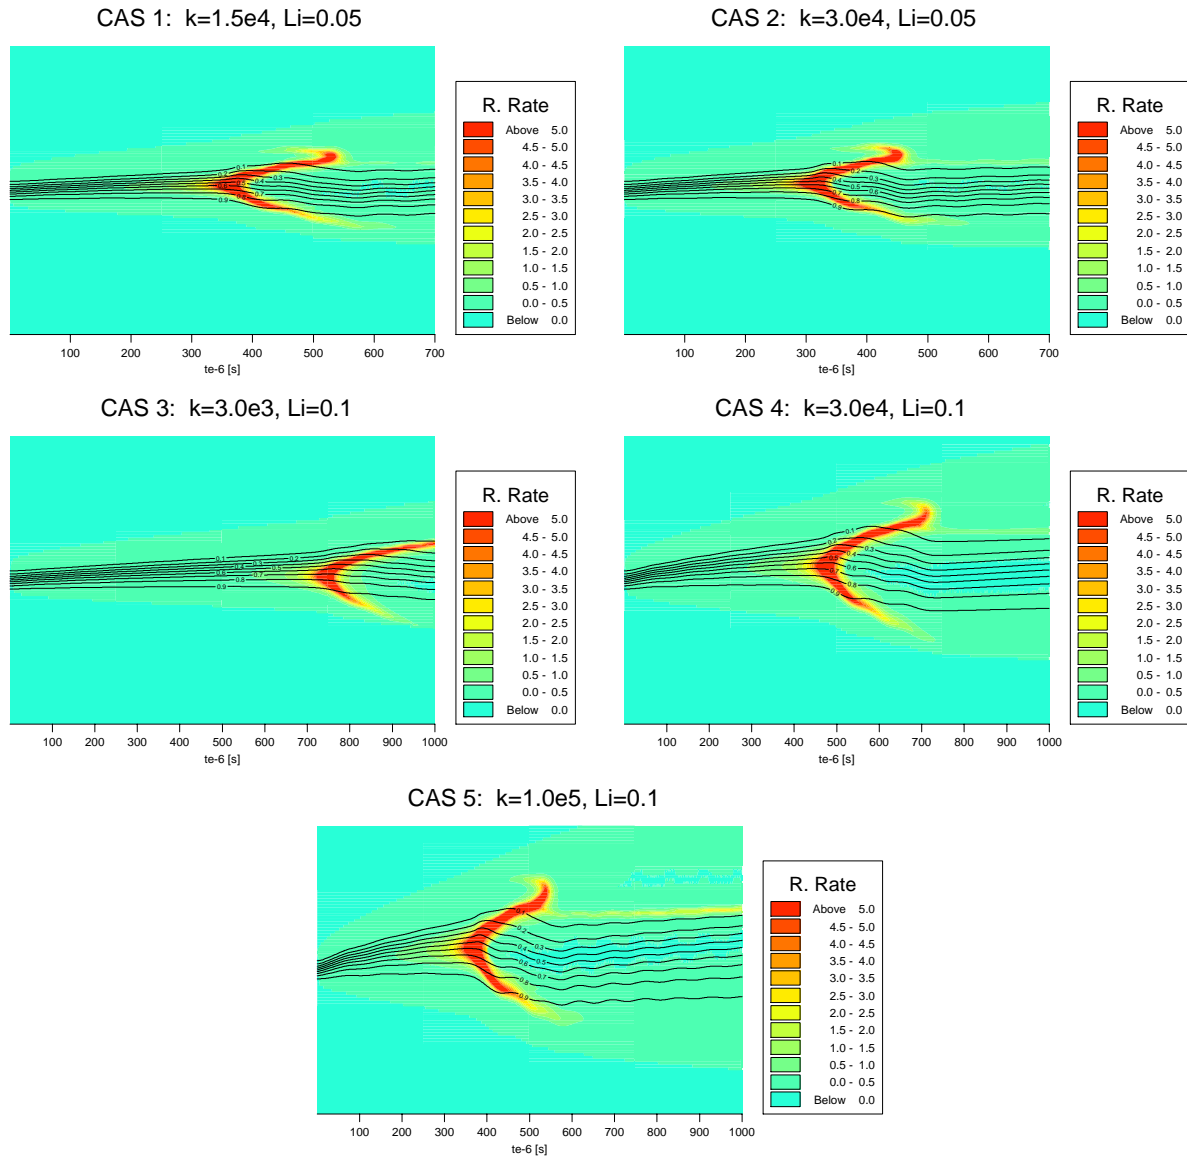 CAS 1:  k=1.5e4, Li=0.05
R. Rate
Above 5.0
4.5 - 5.0
4.0 - 4.5
3.5 - 4.0
3.0 - 3.5
2.5 - 3.0
2.0 - 2.5
1.5 - 2.0
1.0 - 1.5
0.5 - 1.0
0.0 - 0.5
Below 0.0
100 200 300 400 500 600 700
te-6 [s]
CAS 2:  k=3.0e4, Li=0.05
R. Rate
Above 5.0
4.5 - 5.0
4.0 - 4.5
3.5 - 4.0
3.0 - 3.5
2.5 - 3.0
2.0 - 2.5
1.5 - 2.0
1.0 - 1.5
0.5 - 1.0
0.0 - 0.5
Below 0.0
100 200 300 400 500 600 700
te-6 [s]
CAS 3:  k=3.0e3, Li=0.1
R. Rate
Above 5.0
4.5 - 5.0
4.0 - 4.5
3.5 - 4.0
3.0 - 3.5
2.5 - 3.0
2.0 - 2.5
1.5 - 2.0
1.0 - 1.5
0.5 - 1.0
0.0 - 0.5
Below 0.0
100 200 300 400 500 600 700 800 900 1000
te-6 [s]
CAS 4:  k=3.0e4, Li=0.1
R. Rate
Above 5.0
4.5 - 5.0
4.0 - 4.5
3.5 - 4.0
3.0 - 3.5
2.5 - 3.0
2.0 - 2.5
1.5 - 2.0
1.0 - 1.5
0.5 - 1.0
0.0 - 0.5
Below 0.0
100 200 300 400 500 600 700 800 900 1000
te-6 [s]
CAS 5:  k=1.0e5, Li=0.1
R. Rate
Above 5.0
4.5 - 5.0
4.0 - 4.5
3.5 - 4.0
3.0 - 3.5
2.5 - 3.0
2.0 - 2.5
1.5 - 2.0
1.0 - 1.5
0.5 - 1.0
0.0 - 0.5
Below 0.0
100 200 300 400 500 600 700 800 900 1000
te-6 [s]